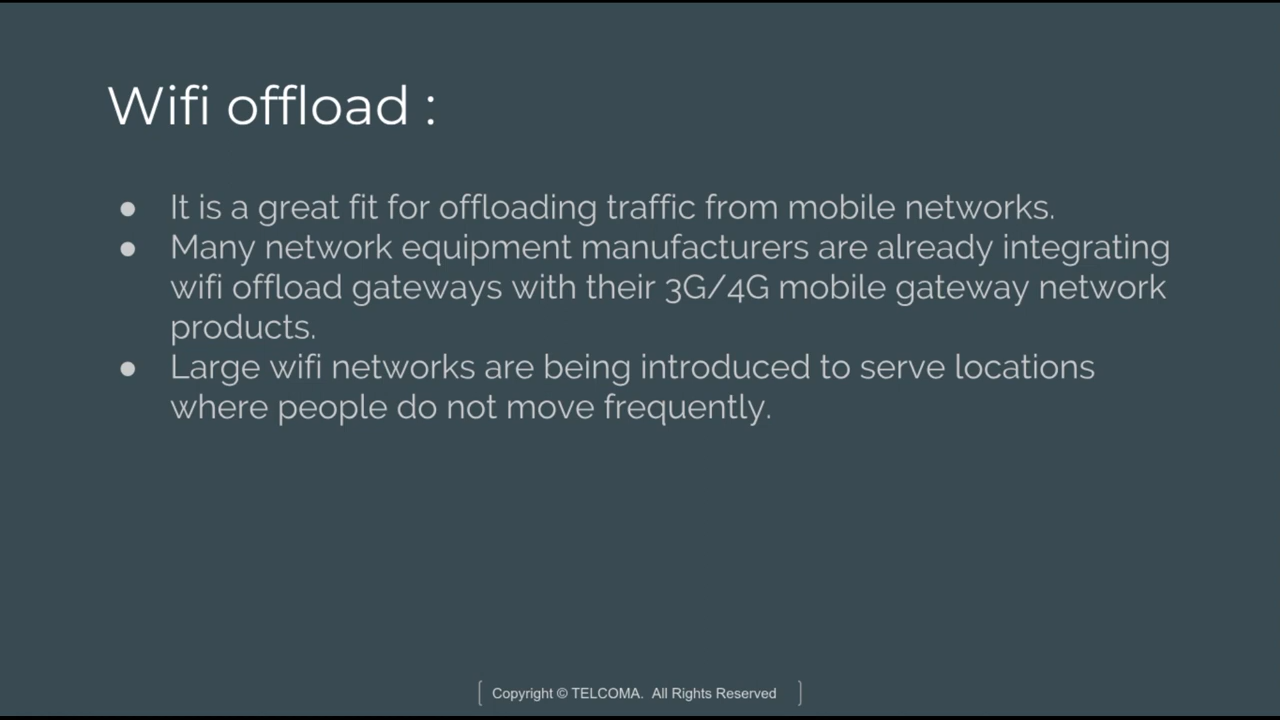 Wifi offload :
● It is a great fit for offloading traffic from mobile networks.
● Many network equipment manufacturers are already integrating
wifi offload gateways with their 3G/4G mobile gateway network
products.
● Large wifi networks are being introduced to serve locations
where people do not move frequently.
[ Copyright © TELCOMA. All Rights Reserved ]